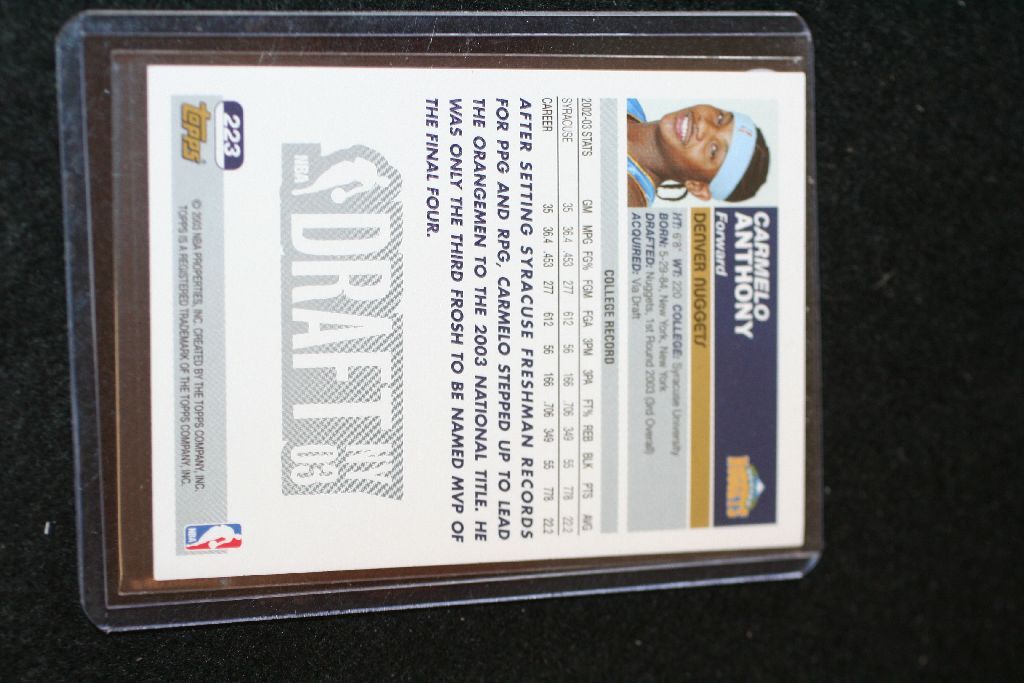 CARMELO
ANTHONY
Forward
DENVER NUGGETS
NUGGETS
HT: 6'8" WT: 220 COLLEGE: Syracuse University
BORN: 5-29-84, New York, New York
DRAFTED: Nuggets, 1st Round 2003 (3rd Overall)
ACQUIRED: Via Draft
COLLEGE RECORD
2002-03 STATS GM MPG FG% FGM FGA 3PM 3PA FT% REB BLK PTS AVG
SYRACUSE 35 36.4 .453 277 612 56 166 .706 349 55 778 22.2
CAREER 35 36.4 .453 277 612 56 166 .706 349 55 778 22.2
AFTER SETTING SYRACUSE FRESHMAN RECORDS
FOR PPG AND RPG, CARMELO STEPPED UP TO LEAD
THE ORANGEMEN TO THE 2003 NATIONAL TITLE. HE
WAS ONLY THE THIRD FROSH TO BE NAMED MVP OF
THE FINAL FOUR.
NBA DRAFT 03
223
topps
© 2003 NBA PROPERTIES, INC. CREATED BY THE TOPPS COMPANY, INC.
TOPPS IS A REGISTERED TRADEMARK OF THE TOPPS COMPANY, INC.
NBA